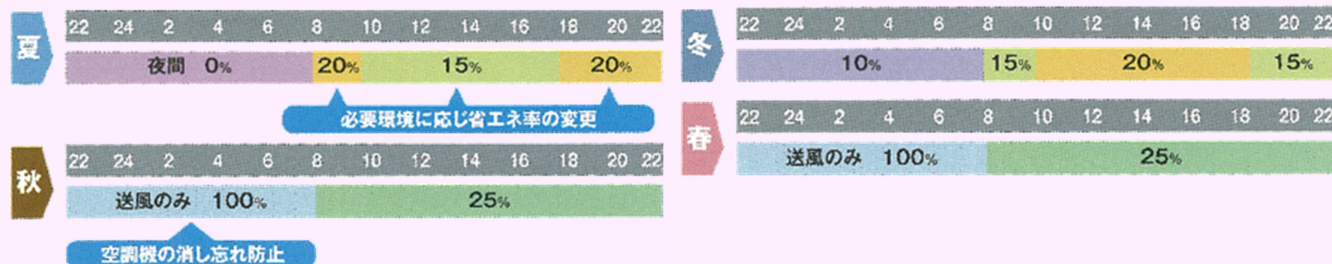 夏
22 24 2 4 6 8 10 12 14 16 18 20 22
夜間 0% 20% 15% 20%
必要環境に応じ省エネ率の変更
秋
22 24 2 4 6 8 10 12 14 16 18 20 22
送風のみ 100% 25%
空調機の消し忘れ防止
冬
22 24 2 4 6 8 10 12 14 16 18 20 22
10% 15% 20% 15%
春
22 24 2 4 6 8 10 12 14 16 18 20 22
送風のみ 100% 25%